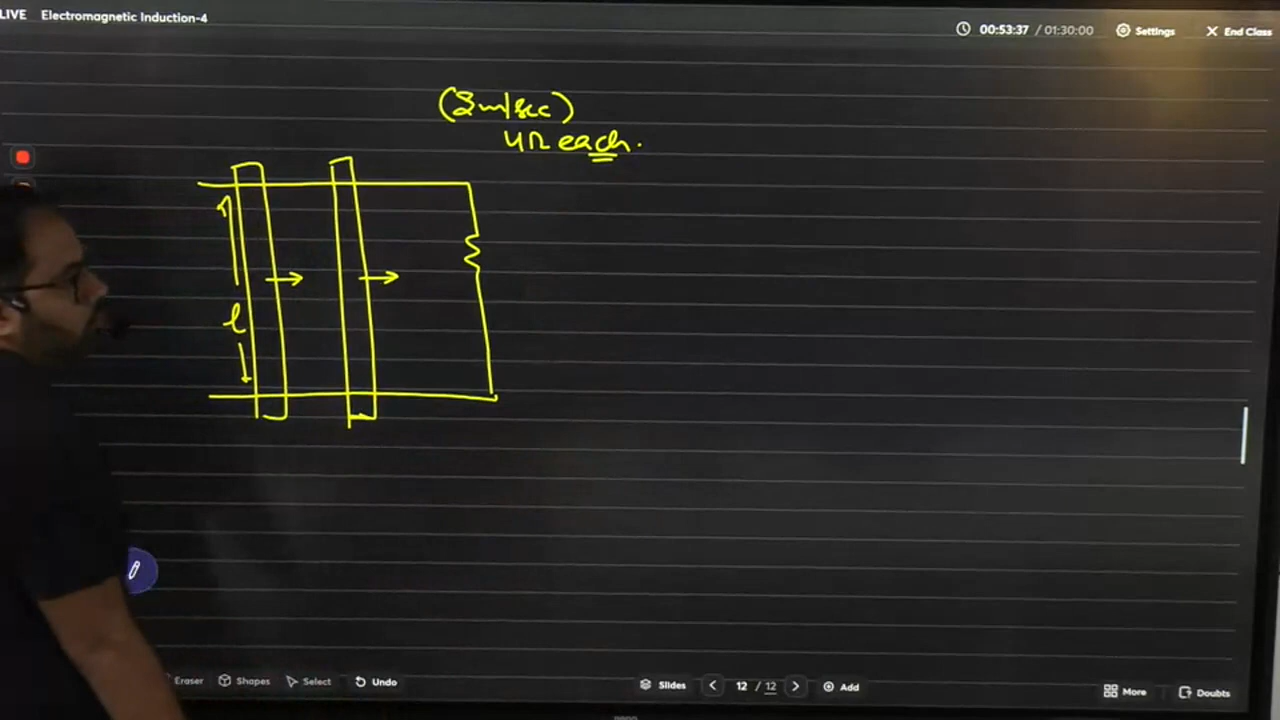 LIVE Electromagnetic Induction-4
00:53:37 / 01:30:00 Settings End Class
(2m/sec)
4Ω each.
l
Eraser Shapes Select Undo
Slides 12 / 12 Add
More Doubts